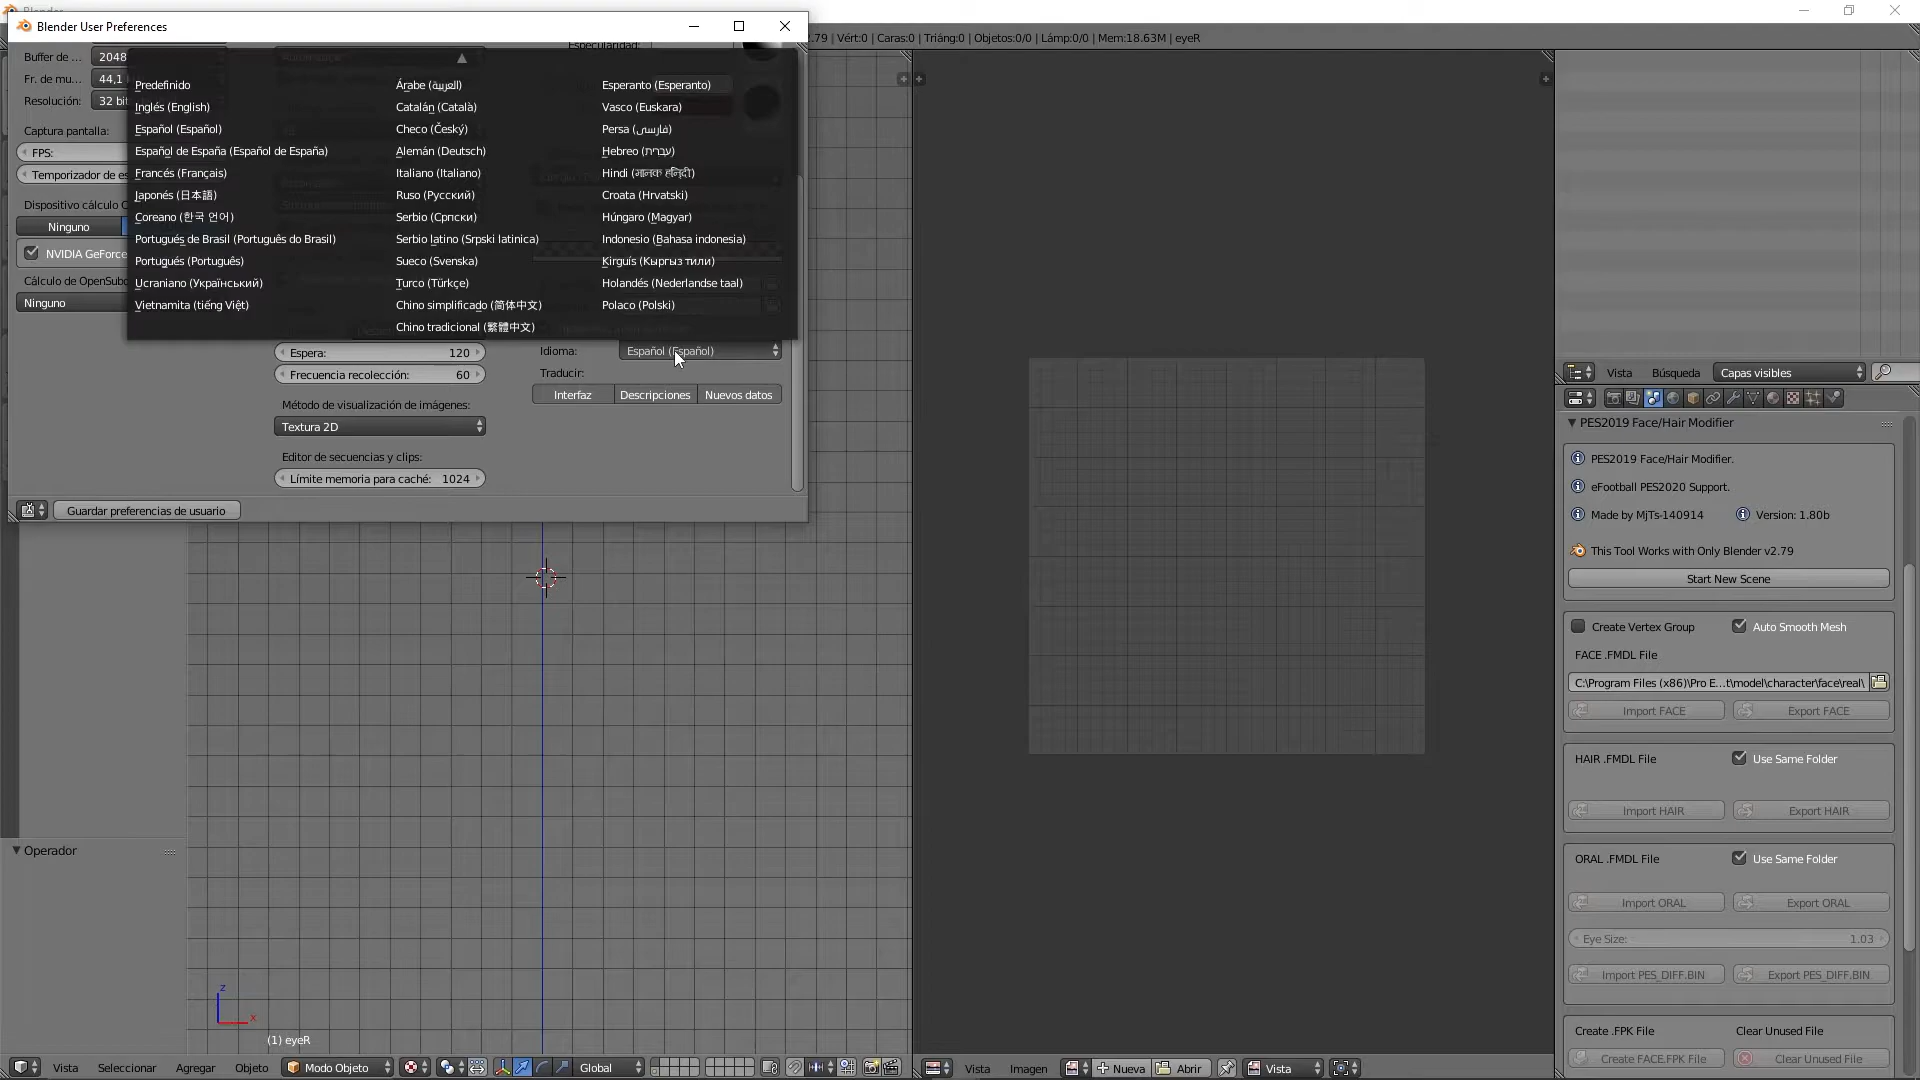 Blender User Preferences
2.79 | Vért:0 | Caras:0 | Triáng:0 | Objetos:0/0 | Lámp:0/0 | Mem:18.63M | eyeR
Buffer de ... 2048
Fr. de mu... 44,1
Resolución: 32 bit
Captura pantalla:
FPS:
Temporizador de es
Dispositivo cálculo C
Ninguno
NVIDIA GeForce
Cálculo de OpenSubd
Ninguno
Especularidad:
Predefinido
Inglés (English)
Español (Español)
Español de España (Español de España)
Francés (Français)
Japonés (日本語)
Coreano (한국 언어)
Portugués de Brasil (Português do Brasil)
Portugués (Português)
Ucraniano (Український)
Vietnamita (tiếng Việt)
Árabe (العربية)
Catalán (Català)
Checo (Český)
Alemán (Deutsch)
Italiano (Italiano)
Ruso (Русский)
Serbio (Српски)
Serbio latino (Srpski latinica)
Sueco (Svenska)
Turco (Türkçe)
Chino simplificado (简体中文)
Chino tradicional (繁體中文)
Esperanto (Esperanto)
Vasco (Euskara)
Persa (فارسی)
Hebreo (עברית)
Hindi (मानक हिन्दी)
Croata (Hrvatski)
Húngaro (Magyar)
Indonesio (Bahasa indonesia)
Kirguís (Кыргыз тили)
Holandés (Nederlandse taal)
Polaco (Polski)
Espera: 120
Frecuencia recolección: 60
Método de visualización de imágenes:
Textura 2D
Editor de secuencias y clips:
Límite memoria para caché: 1024
Idioma: Español (Español)
Traducir:
Interfaz Descripciones Nuevos datos
Guardar preferencias de usuario
Operador
z
x
(1) eyeR
Vista Seleccionar Agregar Objeto Modo Objeto Global
Vista Imagen Nueva Abrir Vista
Vista Búsqueda Capas visibles
PES2019 Face/Hair Modifier
PES2019 Face/Hair Modifier.
eFootball PES2020 Support.
Made by MjTs-140914 Version: 1.80b
This Tool Works with Only Blender v2.79
Start New Scene
Create Vertex Group Auto Smooth Mesh
FACE .FMDL File
C:\Program Files (x86)\Pro E...t\model\character\face\real\
Import FACE Export FACE
HAIR .FMDL File Use Same Folder
Import HAIR Export HAIR
ORAL .FMDL File Use Same Folder
Import ORAL Export ORAL
Eye Size: 1.03
Import PES_DIFF.BIN Export PES_DIFF.BIN
Create .FPK File Clear Unused File
Create FACE.FPK File Clear Unused File